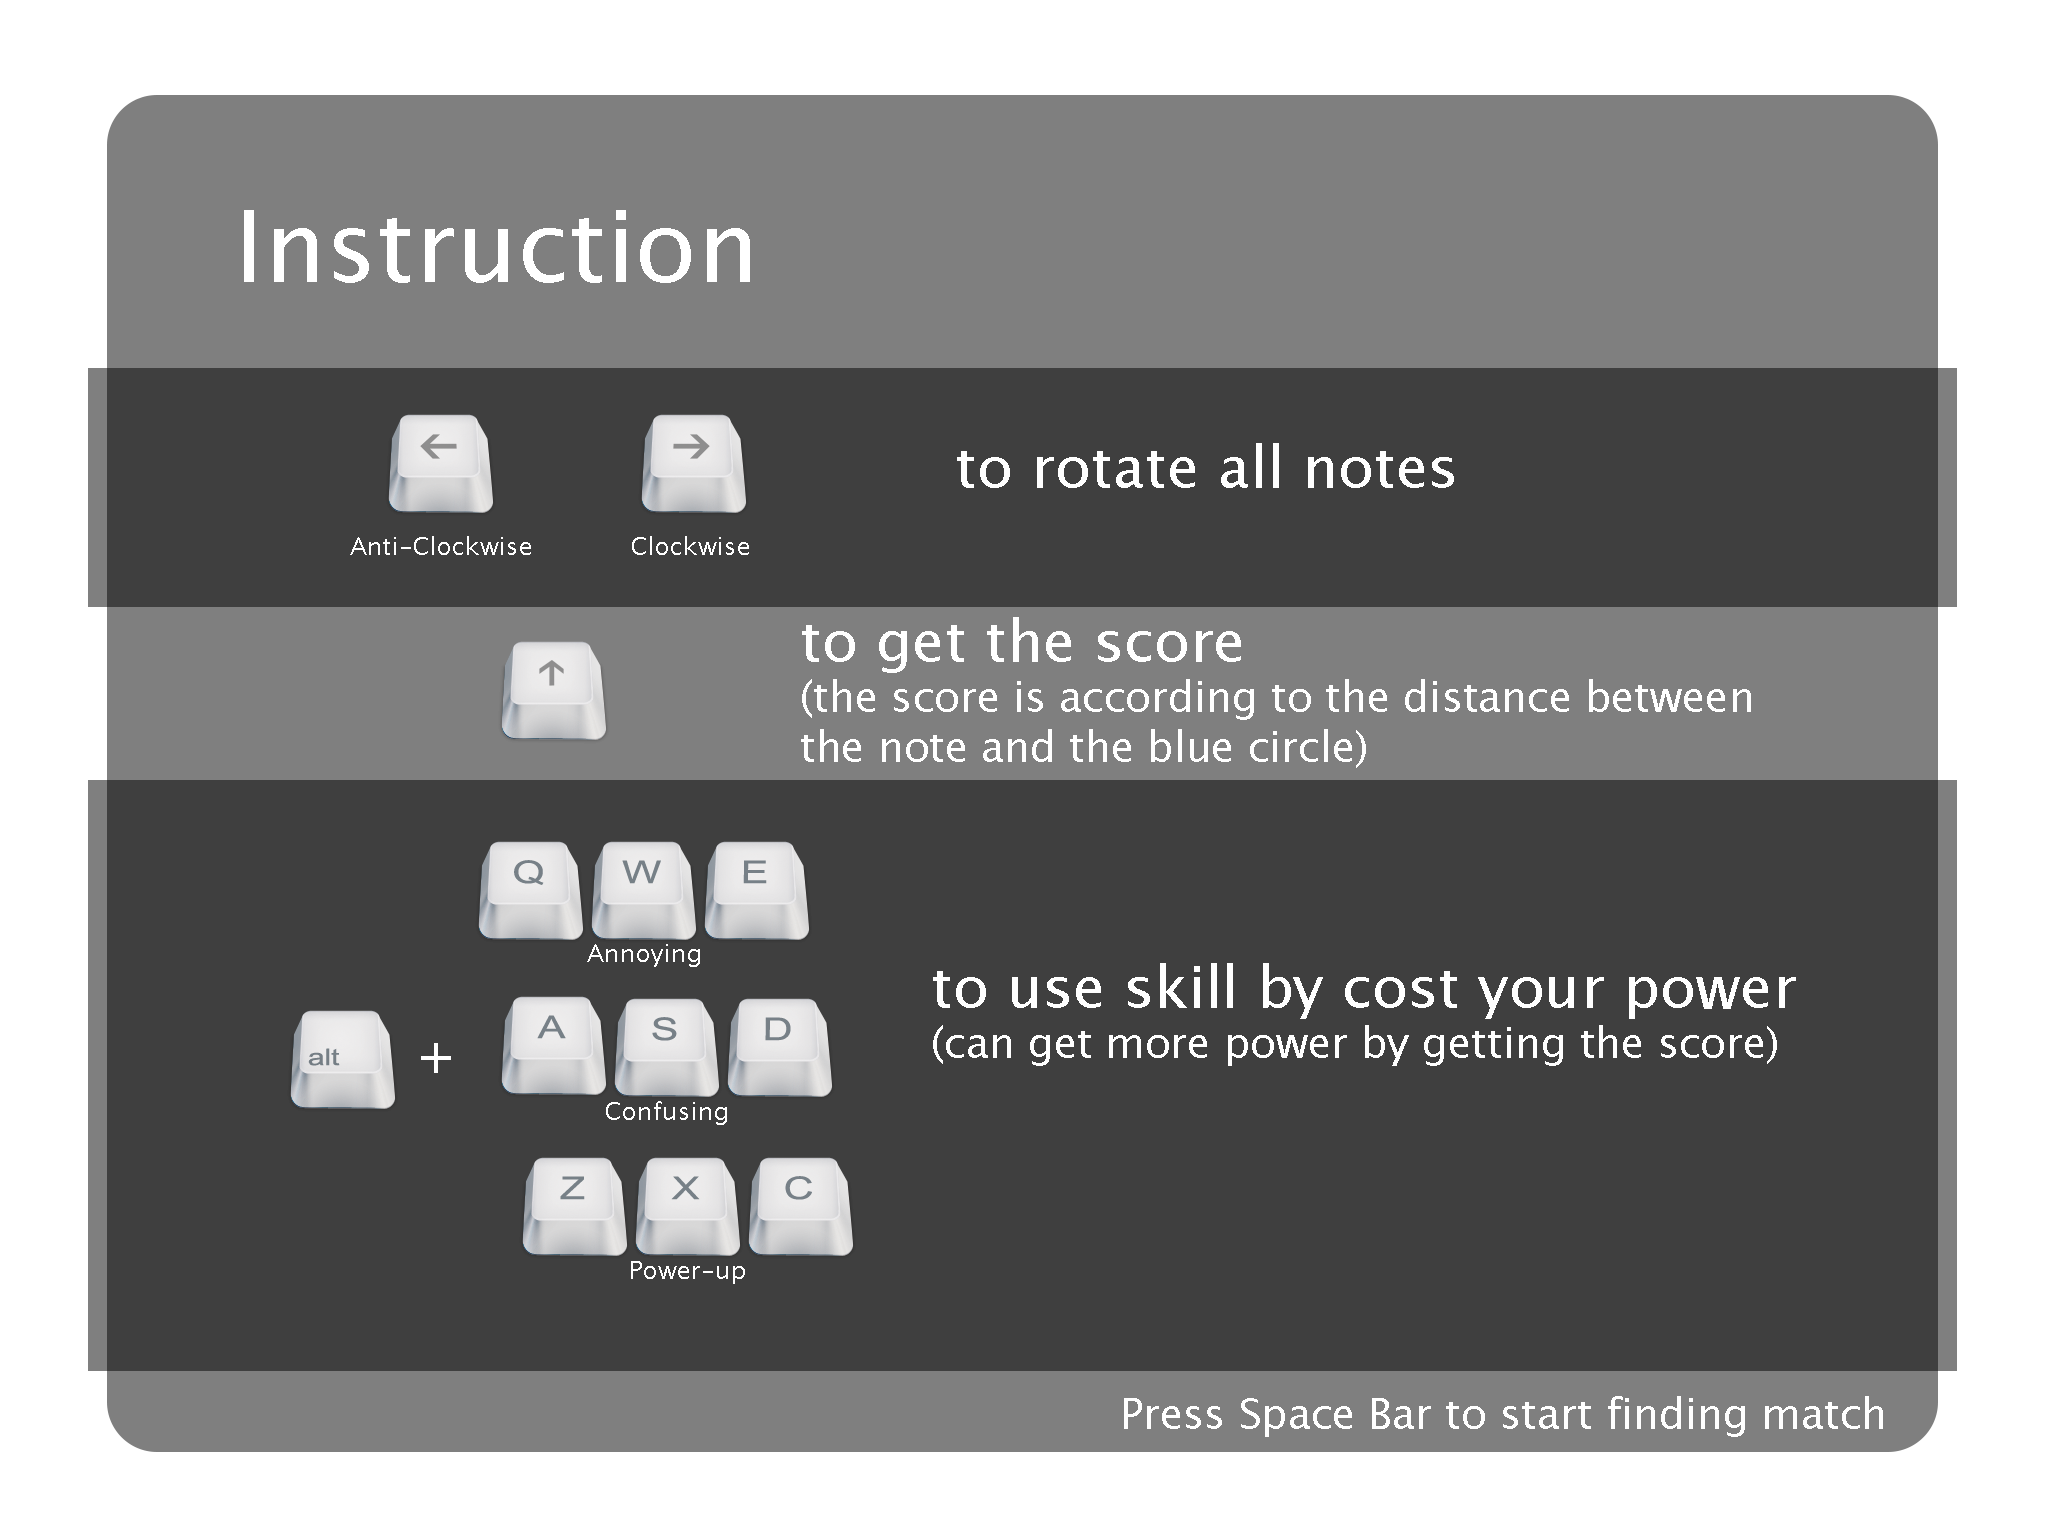 Instruction
←
→
to rotate all notes
Anti-Clockwise
Clockwise
↑
to get the score
(the score is according to the distance between
the note and the blue circle)
Q W E
Annoying
to use skill by cost your power
(can get more power by getting the score)
alt + A S D
Confusing
Z X C
Power-up
Press Space Bar to start finding match